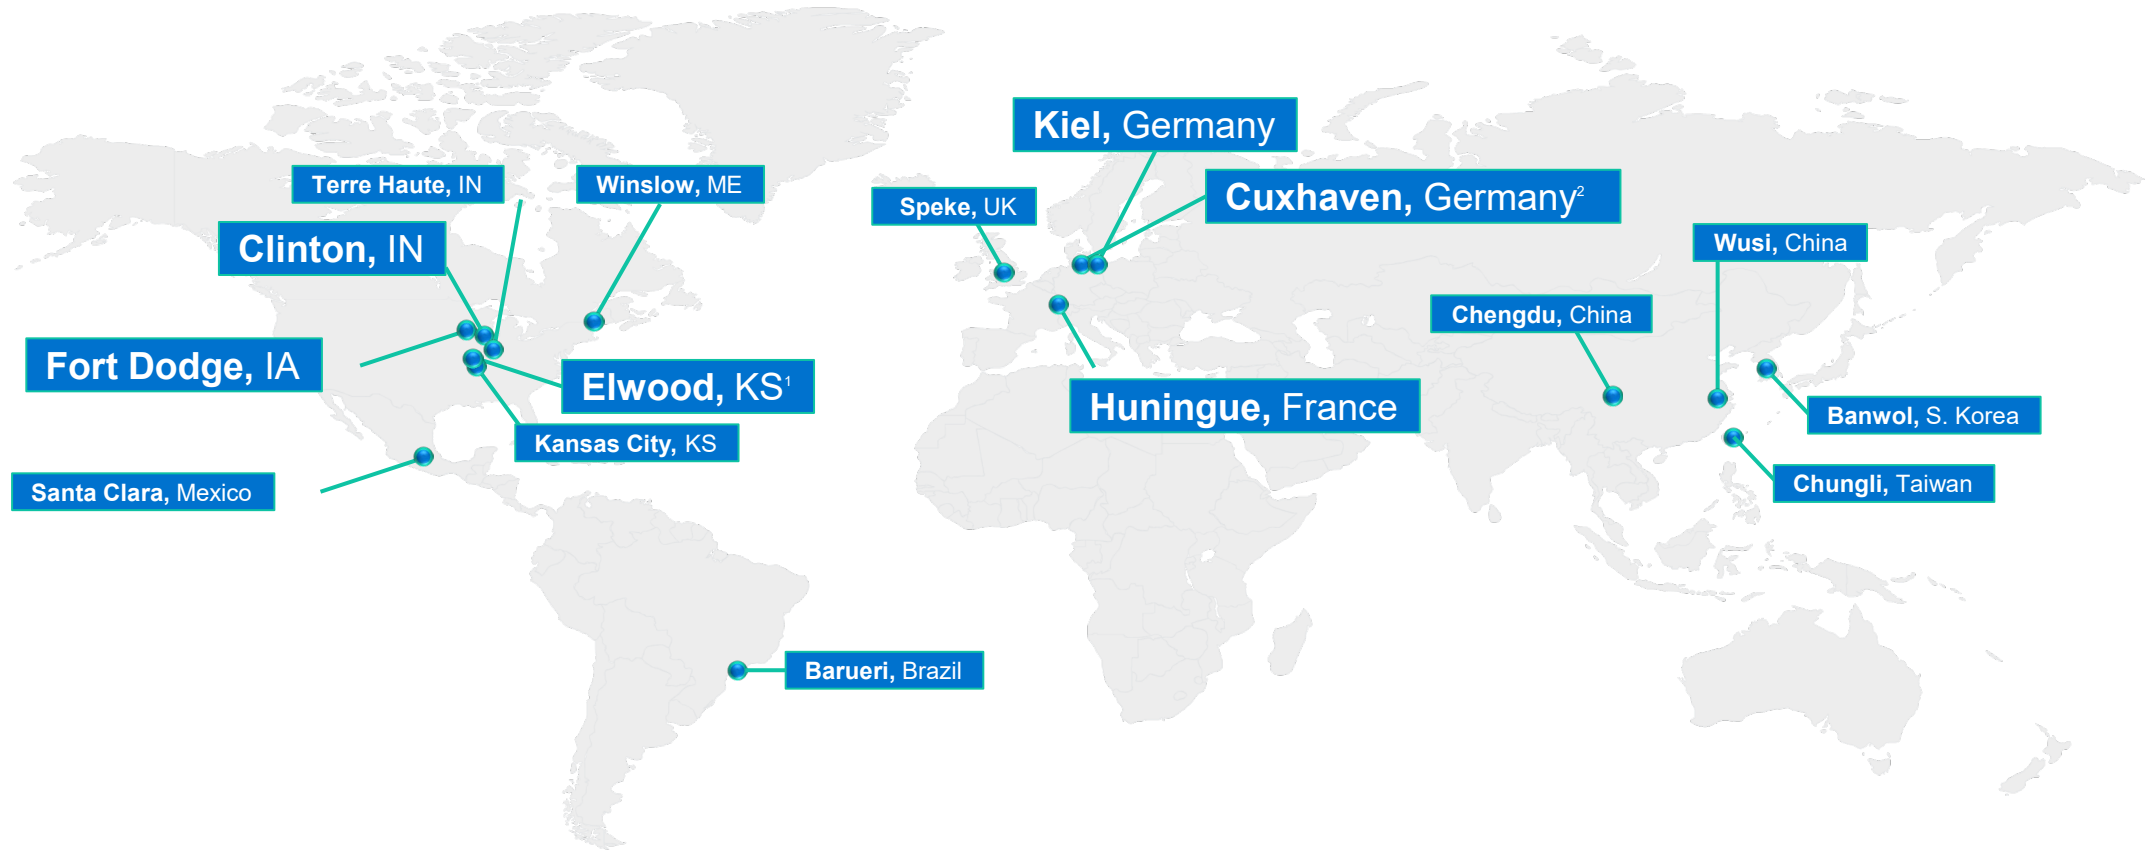 Kiel, Germany
Terre Haute, IN
Winslow, ME
Speke, UK
Cuxhaven, Germany²
Clinton, IN
Wusi, China
Chengdu, China
Fort Dodge, IA
Elwood, KS¹
Huningue, France
Banwol, S. Korea
Kansas City, KS
Santa Clara, Mexico
Chungli, Taiwan
Barueri, Brazil